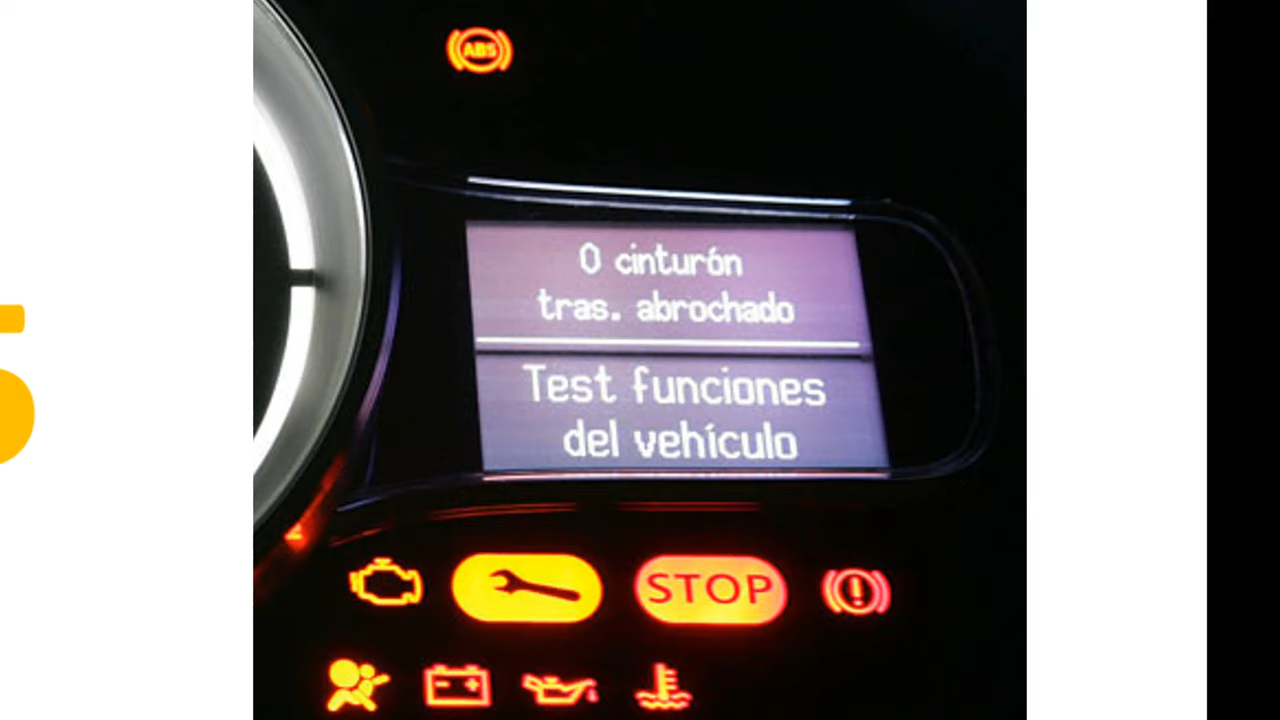 ABS
0 cinturón
tras. abrochado
Test funciones
del vehículo
STOP